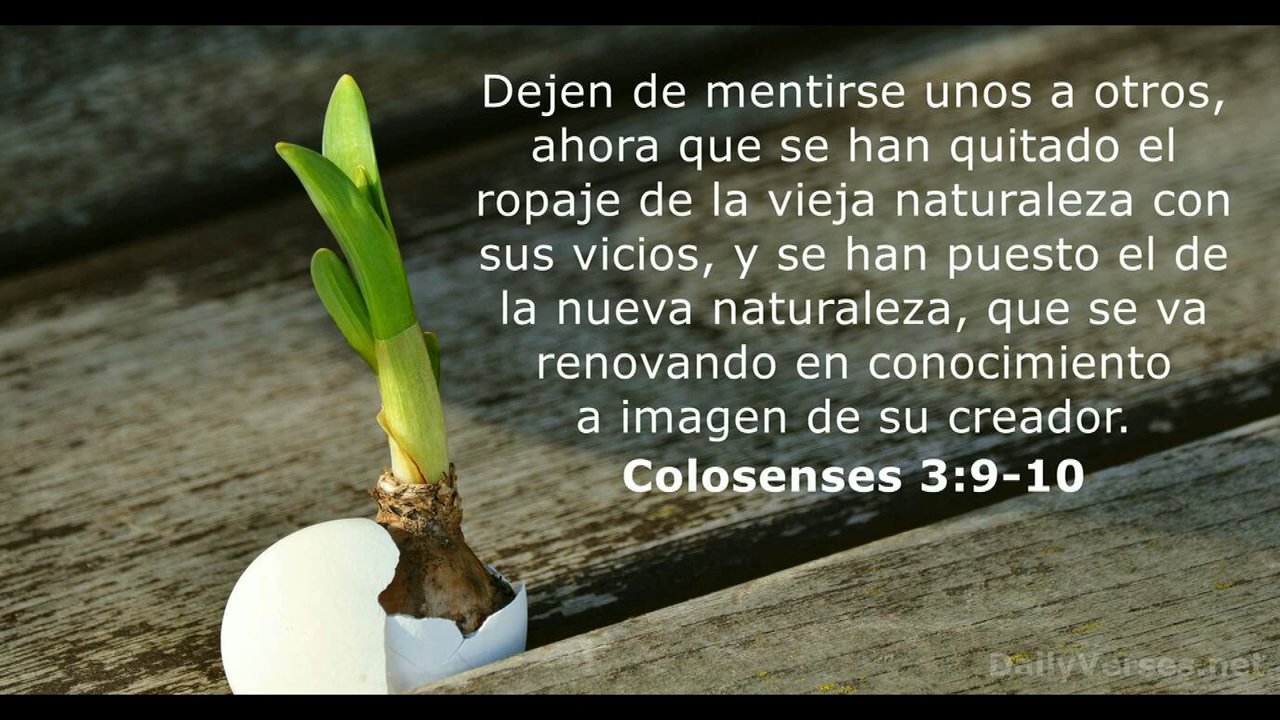 Dejen de mentirse unos a otros,
ahora que se han quitado el
ropaje de la vieja naturaleza con
sus vicios, y se han puesto el de
la nueva naturaleza, que se va
renovando en conocimiento
a imagen de su creador.
Colosenses 3:9-10
DailyVerses.net